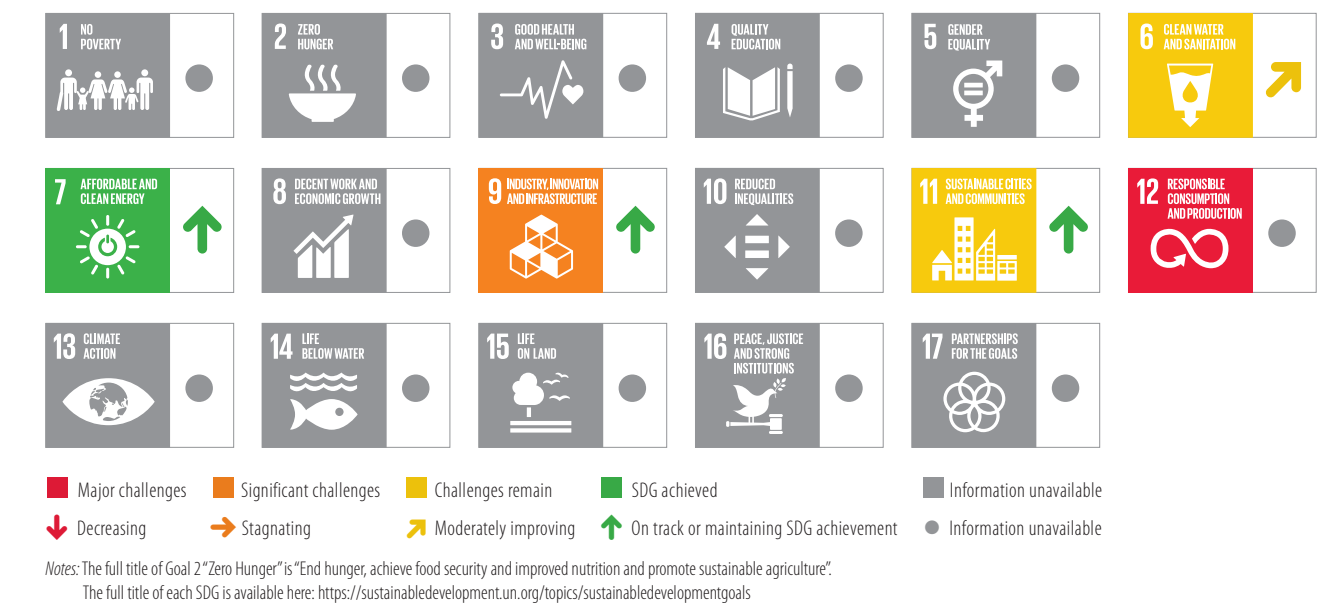 1 NO
POVERTY
2 ZERO
HUNGER
3 GOOD HEALTH
AND WELL-BEING
4 QUALITY
EDUCATION
5 GENDER
EQUALITY
6 CLEAN WATER
AND SANITATION
7 AFFORDABLE AND
CLEAN ENERGY
8 DECENT WORK AND
ECONOMIC GROWTH
9 INDUSTRY, INNOVATION
AND INFRASTRUCTURE
10 REDUCED
INEQUALITIES
11 SUSTAINABLE CITIES
AND COMMUNITIES
12 RESPONSIBLE
CONSUMPTION
AND PRODUCTION
13 CLIMATE
ACTION
14 LIFE
BELOW WATER
15 LIFE
ON LAND
16 PEACE, JUSTICE
AND STRONG
INSTITUTIONS
17 PARTNERSHIPS
FOR THE GOALS
Major challenges Significant challenges Challenges remain SDG achieved Information unavailable
Decreasing Stagnating Moderately improving On track or maintaining SDG achievement Information unavailable
Notes: The full title of Goal 2 “Zero Hunger” is “End hunger, achieve food security and improved nutrition and promote sustainable agriculture”.
The full title of each SDG is available here: https://sustainabledevelopment.un.org/topics/sustainabledevelopmentgoals